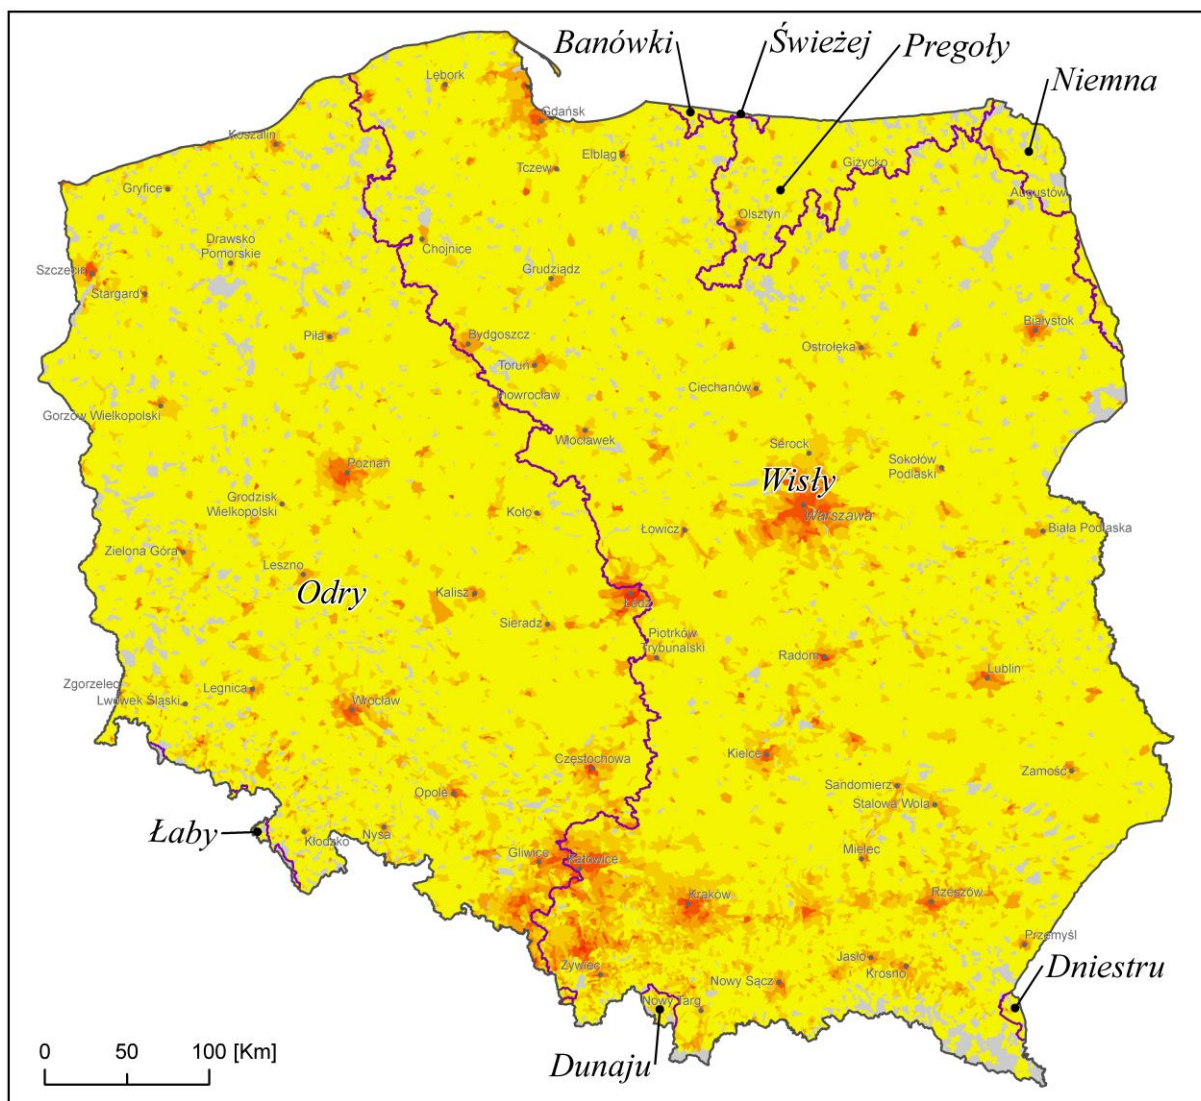 Banówki
Świeżej
Pregoły
Niemna
Lębork
Gdańsk
Koszalin
Elbląg
Tczew
Giżycko
Gryfice
Augustów
Olsztyn
Drawsko
Pomorskie
Chojnice
Szczecin
Grudziądz
Stargard
Białystok
Piła
Bydgoszcz
Ostrołęka
Toruń
Ciechanów
Inowrocław
Gorzów Wielkopolski
Włocławek
Serock
Poznań
Sokołów
Podlaski
Wisły
Grodzisk
Wielkopolski
Koło
Warszawa
Łowicz
Biała Podlaska
Zielona Góra
Leszno
Odry
Kalisz
Łódź
Sieradz
Piotrków
Trybunalski
Radom
Lublin
Zgorzelec
Legnica
Lwówek Śląski
Wrocław
Częstochowa
Kielce
Zamość
Opole
Sandomierz
Stalowa Wola
Łaby
Kłodzko
Nysa
Gliwice
Katowice
Mielec
Kraków
Rzeszów
Przemyśl
Jasło
Krosno
Żywiec
Nowy Sącz
Dniestru
Nowy Targ
Dunaju
0 50 100 [Km]